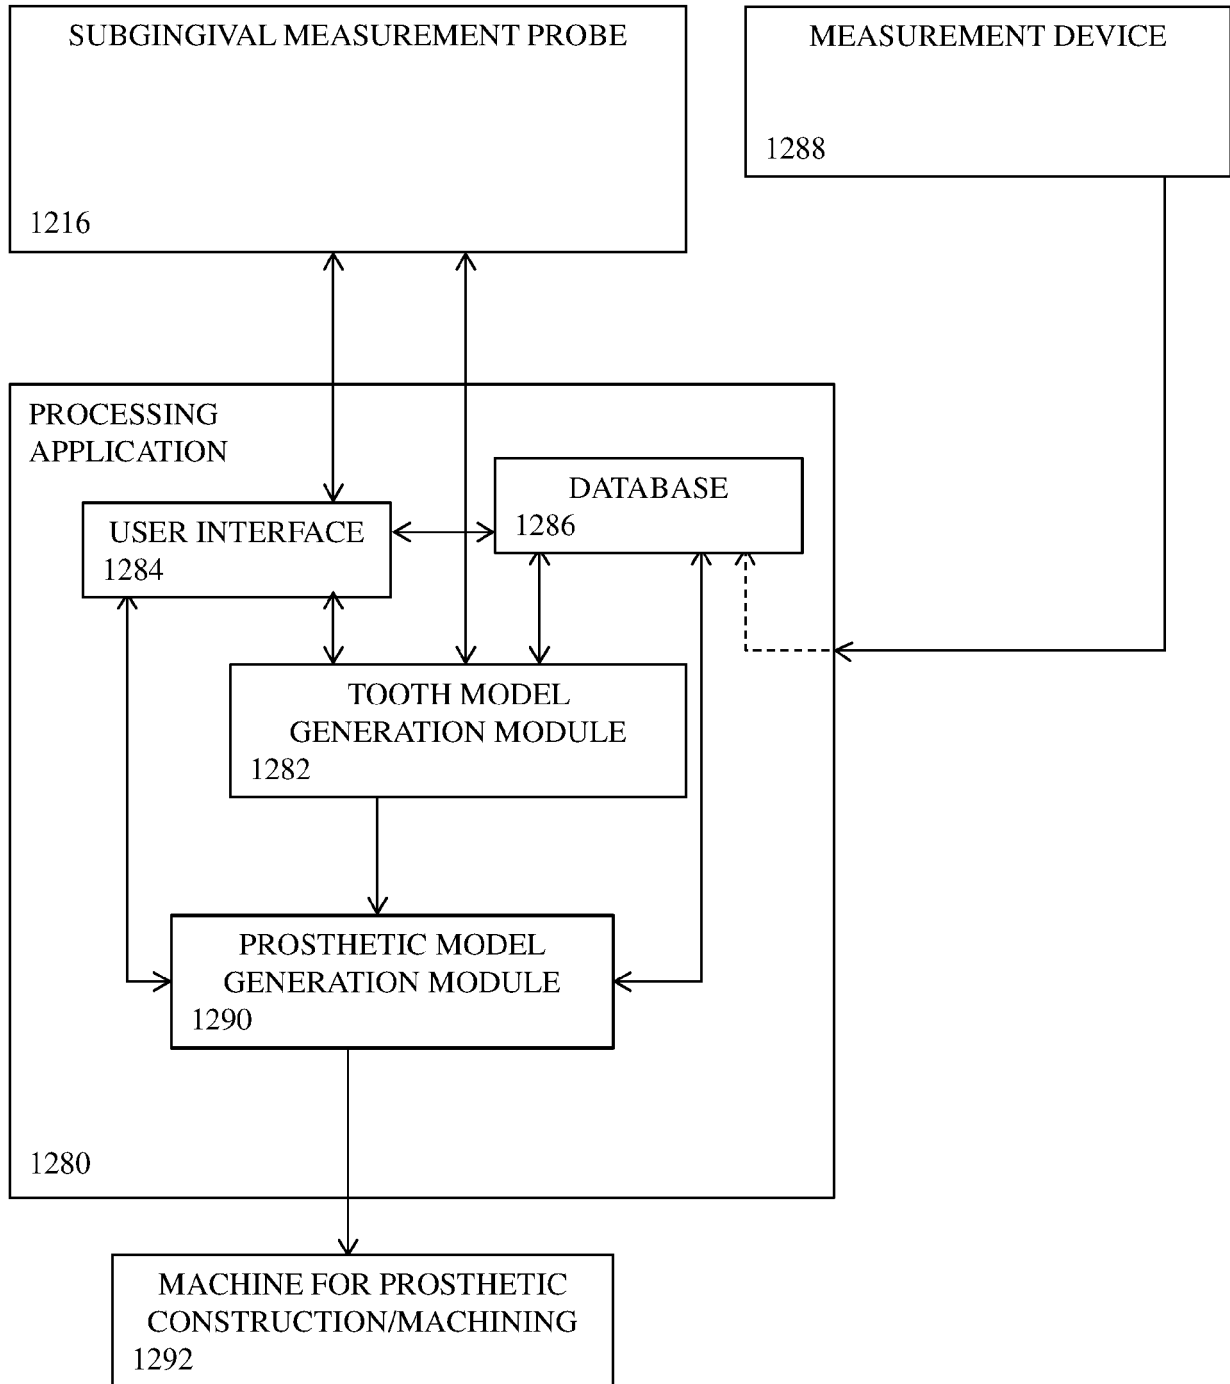 SUBGINGIVAL MEASUREMENT PROBE
1216
MEASUREMENT DEVICE
1288
PROCESSING
APPLICATION
DATABASE
1286
USER INTERFACE
1284
TOOTH MODEL
GENERATION MODULE
1282
PROSTHETIC MODEL
GENERATION MODULE
1290
1280
MACHINE FOR PROSTHETIC
CONSTRUCTION/MACHINING
1292